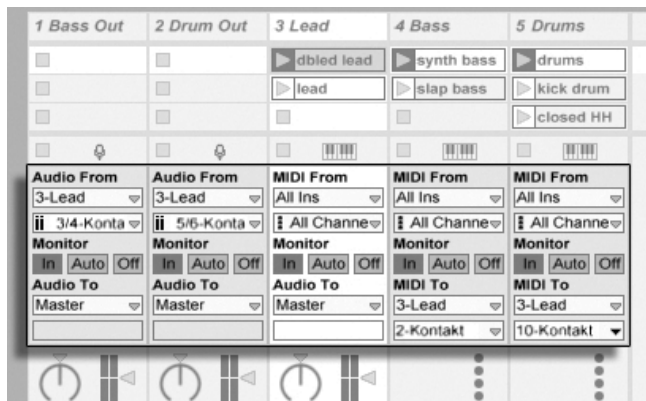 1 Bass Out 2 Drum Out 3 Lead 4 Bass 5 Drums
dbled lead synth bass drums
lead slap bass kick drum
closed HH
Audio From Audio From MIDI From MIDI From MIDI From
3-Lead 3-Lead All Ins All Ins All Ins
ii 3/4-Konta ii 5/6-Konta All Channe All Channe All Channe
Monitor Monitor Monitor Monitor Monitor
In Auto Off In Auto Off In Auto Off In Auto Off In Auto Off
Audio To Audio To Audio To MIDI To MIDI To
Master Master Master 3-Lead 3-Lead
2-Kontakt 10-Kontakt